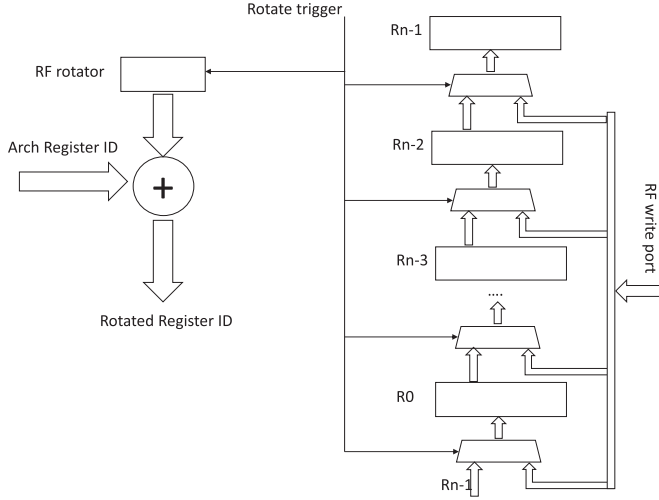 Rotate trigger
Rn-1
RF rotator
Arch Register ID
+
Rn-2
RF write port
Rn-3
....
Rotated Register ID
R0
Rn-1